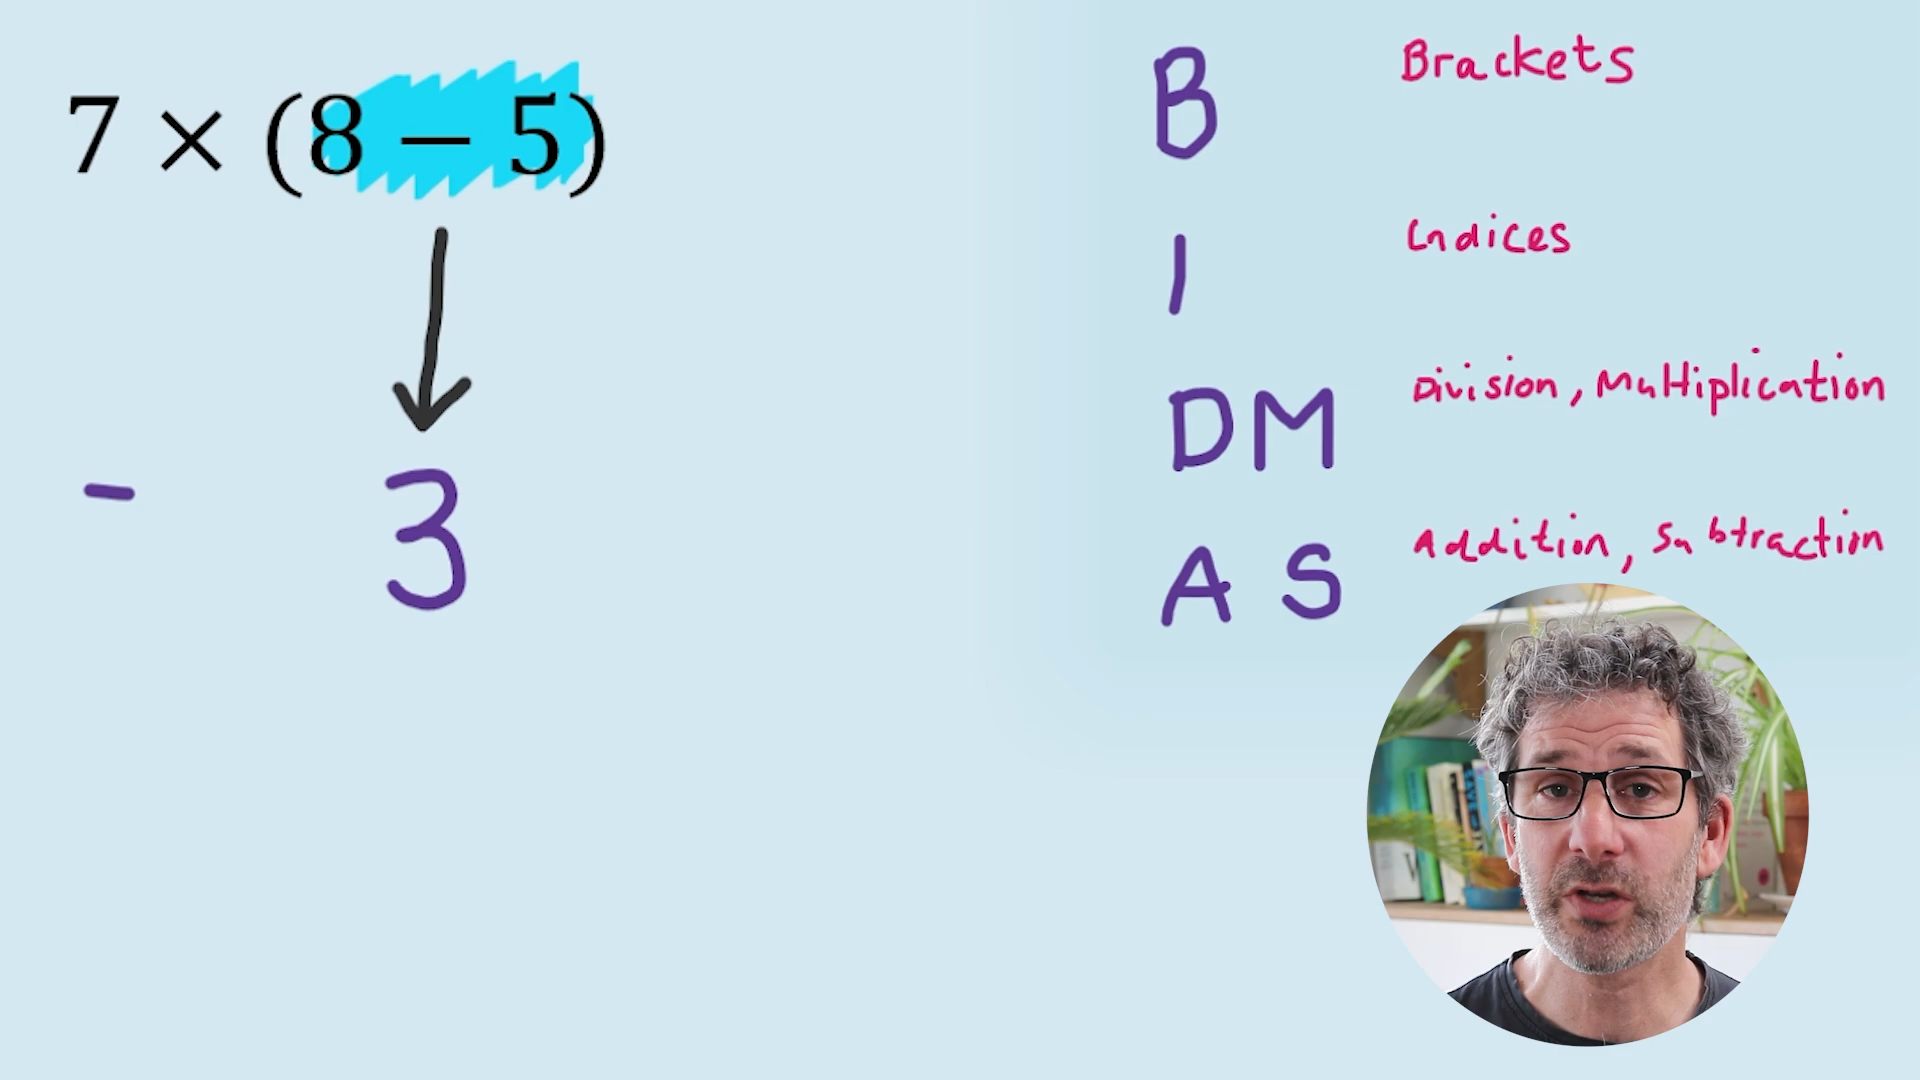 7 × (8 − 5)
3
B Brackets
I Indices
DM Division, Multiplication
A S Addition, Subtraction